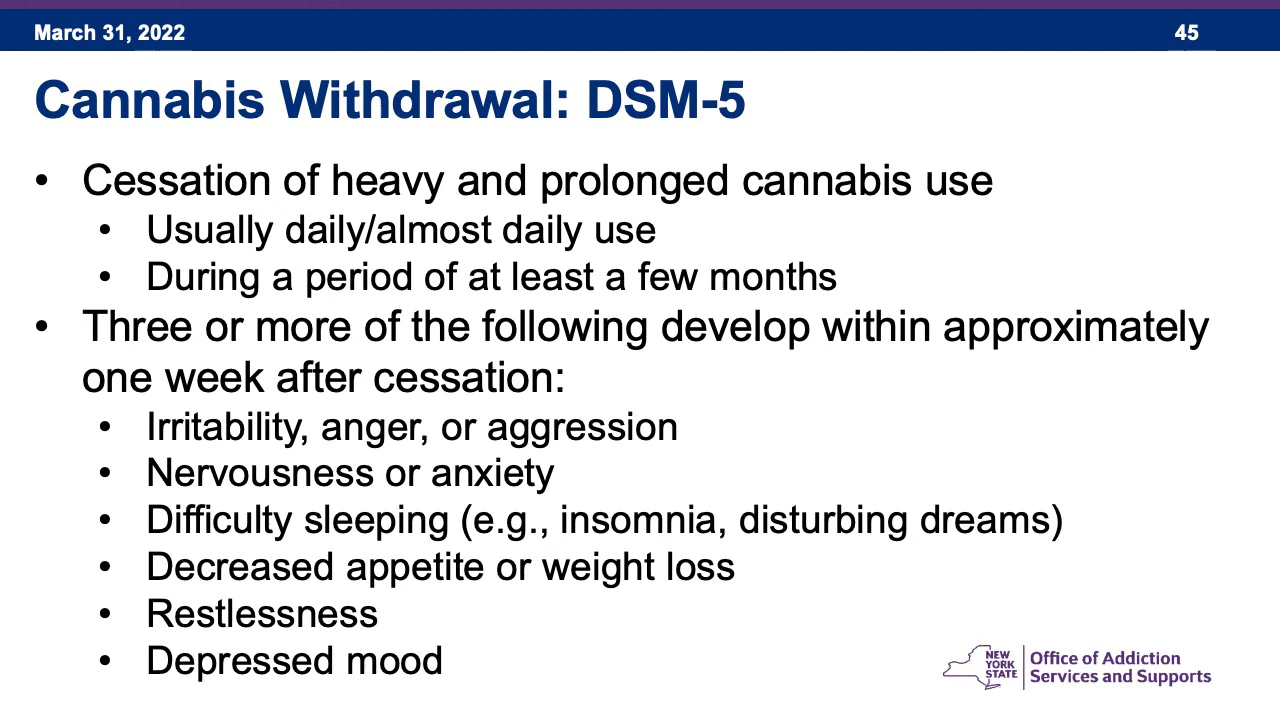 March 31, 2022
45
Cannabis Withdrawal: DSM-5
• Cessation of heavy and prolonged cannabis use
• Usually daily/almost daily use
• During a period of at least a few months
• Three or more of the following develop within approximately
one week after cessation:
• Irritability, anger, or aggression
• Nervousness or anxiety
• Difficulty sleeping (e.g., insomnia, disturbing dreams)
• Decreased appetite or weight loss
• Restlessness
• Depressed mood
NEW
YORK
STATE
Office of Addiction
Services and Supports